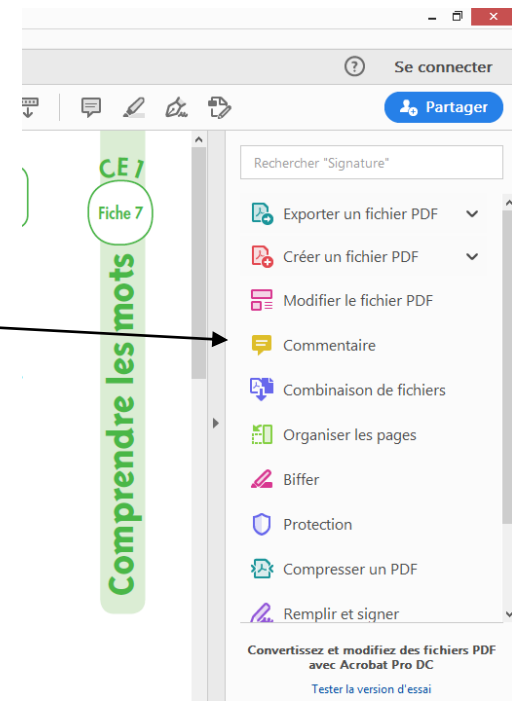 Se connecter
Partager
CE 1
Fiche 7
Comprendre les mots
Rechercher "Signature"
Exporter un fichier PDF
Créer un fichier PDF
Modifier le fichier PDF
Commentaire
Combinaison de fichiers
Organiser les pages
Biffer
Protection
Compresser un PDF
Remplir et signer
Convertissez et modifiez des fichiers PDF
avec Acrobat Pro DC
Tester la version d'essai